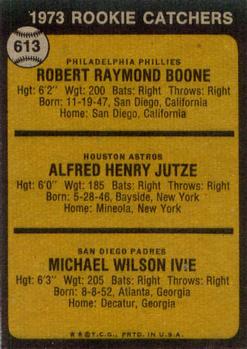 1973 ROOKIE CATCHERS
613
PHILADELPHIA PHILLIES
ROBERT RAYMOND BOONE
Hgt: 6'2" Wgt: 200 Bats: Right Throws: Right
Born: 11-19-47, San Diego, California
Home: San Diego, California
HOUSTON ASTROS
ALFRED HENRY JUTZE
Hgt: 6'0" Wgt: 185 Bats: Right Throws: Right
Born: 5-28-46, Bayside, New York
Home: Mineola, New York
SAN DIEGO PADRES
MICHAEL WILSON IVIE
Hgt: 6'3" Wgt: 205 Bats: Right Throws: Right
Born: 8-8-52, Atlanta, Georgia
Home: Decatur, Georgia
★★©T.C.G., PRTD. IN U.S.A.